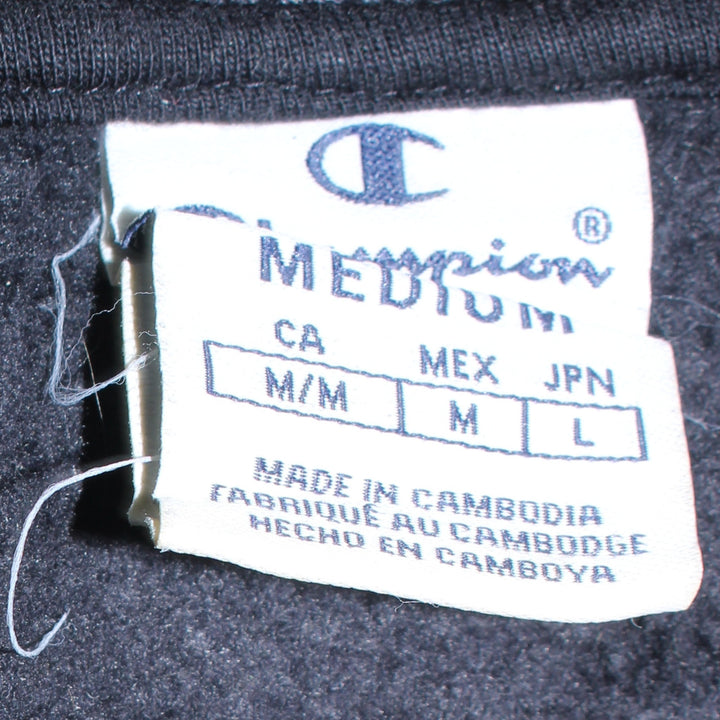 Champion®
MEDIUM
CA MEX JPN
M/M M L
MADE IN CAMBODIA
FABRIQUÉ AU CAMBODGE
HECHO EN CAMBOYA